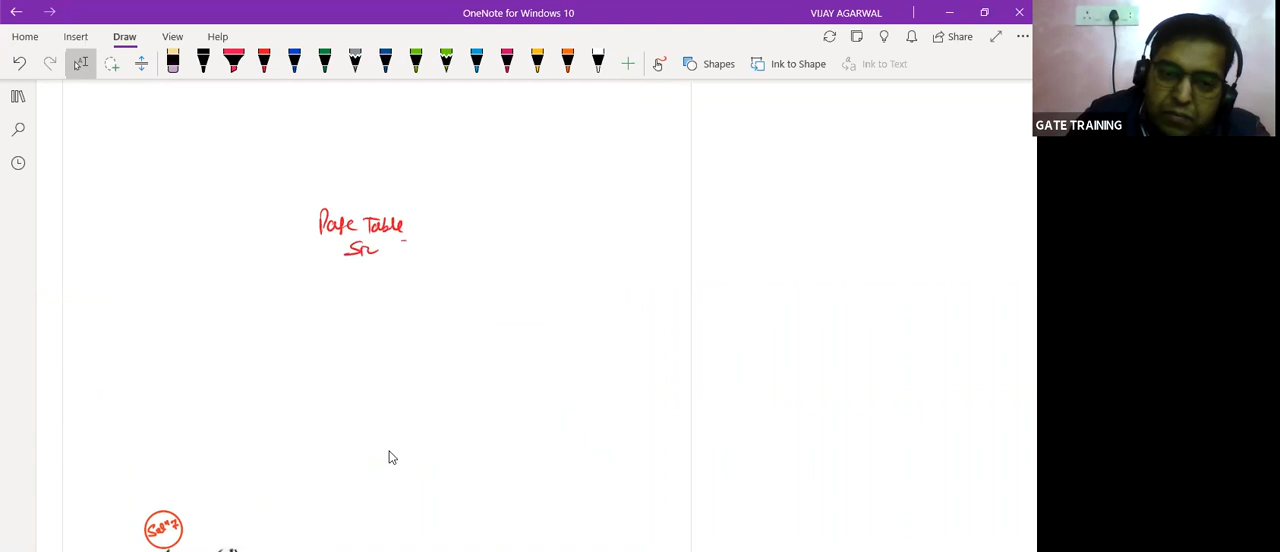 OneNote for Windows 10
VIJAY AGARWAL
Home Insert Draw View Help
Share
Shapes
Ink to Shape
Ink to Text
GATE TRAINING
Page Table
Size